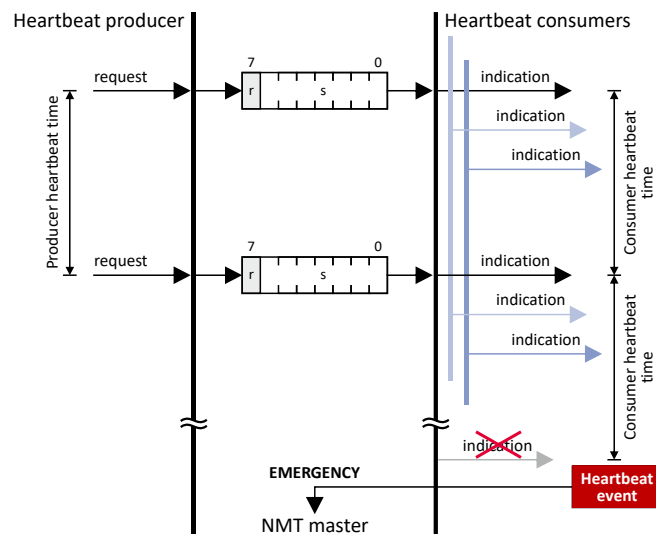 Heartbeat producer
Heartbeat consumers
7 0
request
r s
indication
indication
indication
Producer heartbeat time
Consumer heartbeat
time
7 0
request
r s
indication
indication
indication
Consumer heartbeat
time
indication
EMERGENCY
Heartbeat
event
NMT master